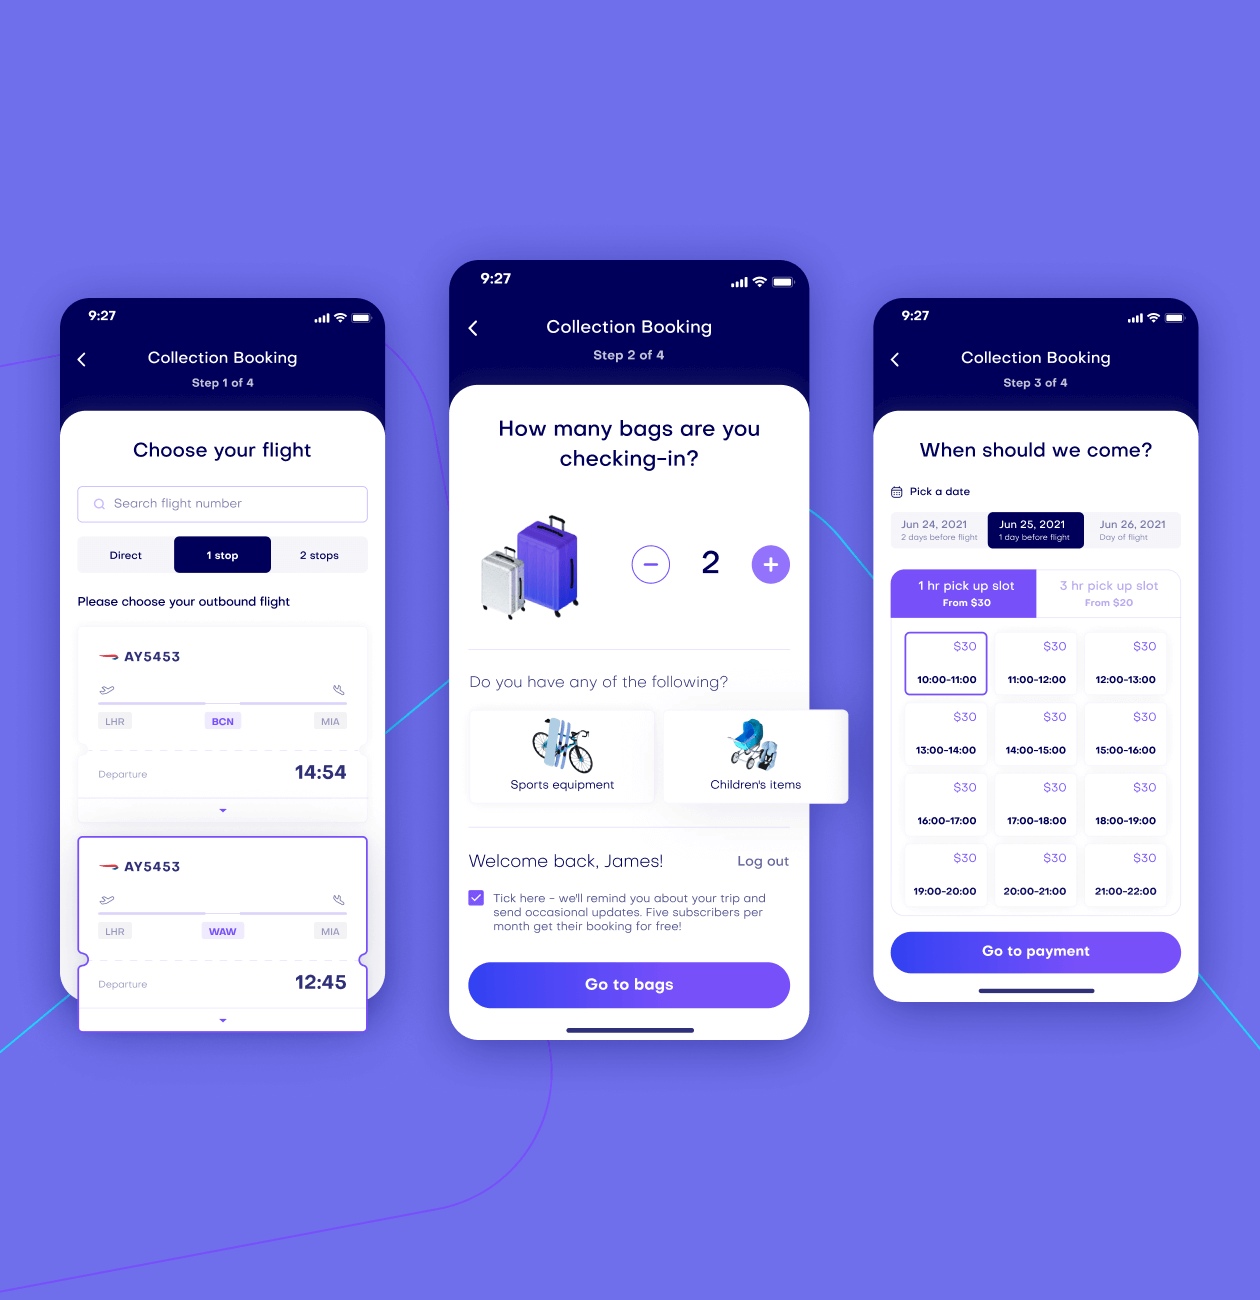 9:27
Collection Booking
Step 1 of 4
Choose your flight
Search flight number
Direct
1 stop
2 stops
Please choose your outbound flight
AY5453
LHR
BCN
MIA
Departure
14:54
AY5453
LHR
WAW
MIA
Departure
12:45
9:27
Collection Booking
Step 2 of 4
How many bags are you
checking-in?
2
Do you have any of the following?
Sports equipment
Children's items
Welcome back, James!
Log out
Tick here - we'll remind you about your trip and
send occasional updates. Five subscribers per
month get their booking for free!
Go to bags
9:27
Collection Booking
Step 3 of 4
When should we come?
Pick a date
Jun 24, 2021
2 days before flight
Jun 25, 2021
1 day before flight
Jun 26, 2021
Day of flight
1 hr pick up slot
From $30
3 hr pick up slot
From $20
$30
10:00-11:00
$30
11:00-12:00
$30
12:00-13:00
$30
13:00-14:00
$30
14:00-15:00
$30
15:00-16:00
$30
16:00-17:00
$30
17:00-18:00
$30
18:00-19:00
$30
19:00-20:00
$30
20:00-21:00
$30
21:00-22:00
Go to payment